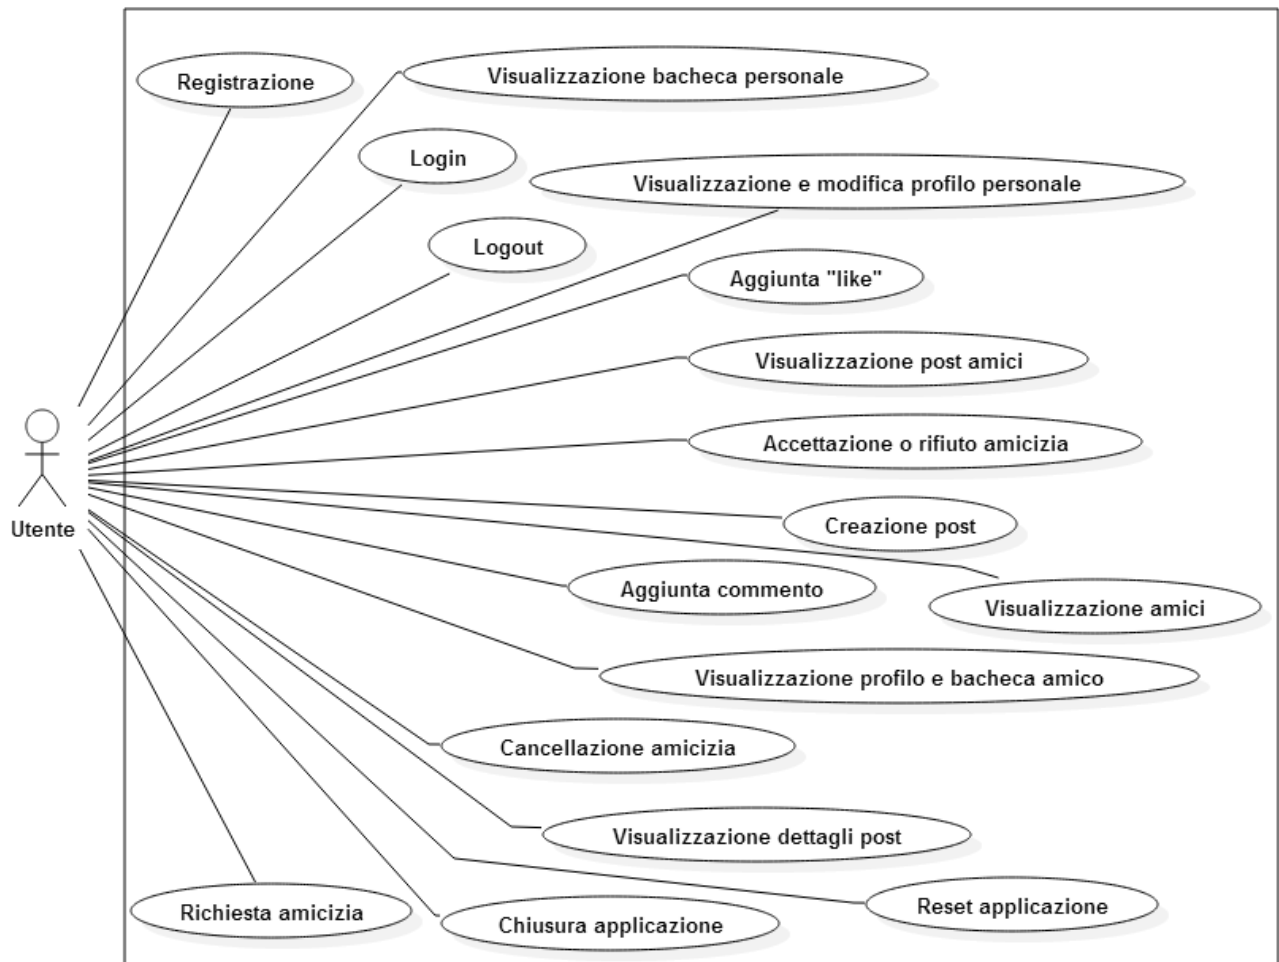 Registrazione
Visualizzazione bacheca personale
Login
Visualizzazione e modifica profilo personale
Logout
Aggiunta "like"
Visualizzazione post amici
Accettazione o rifiuto amicizia
Utente
Creazione post
Aggiunta commento
Visualizzazione amici
Visualizzazione profilo e bacheca amico
Cancellazione amicizia
Visualizzazione dettagli post
Richiesta amicizia
Chiusura applicazione
Reset applicazione